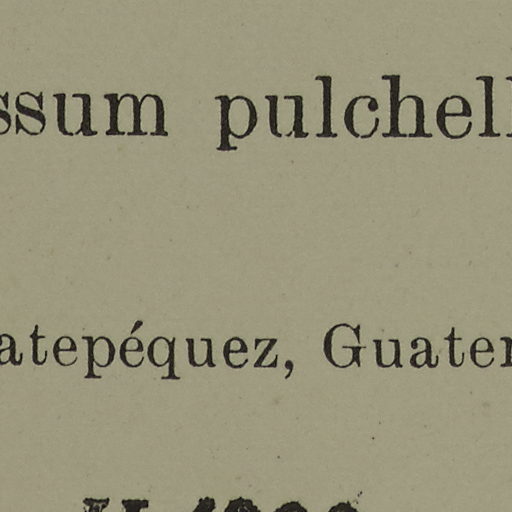 ssum pulchell
atepéquez, Guater